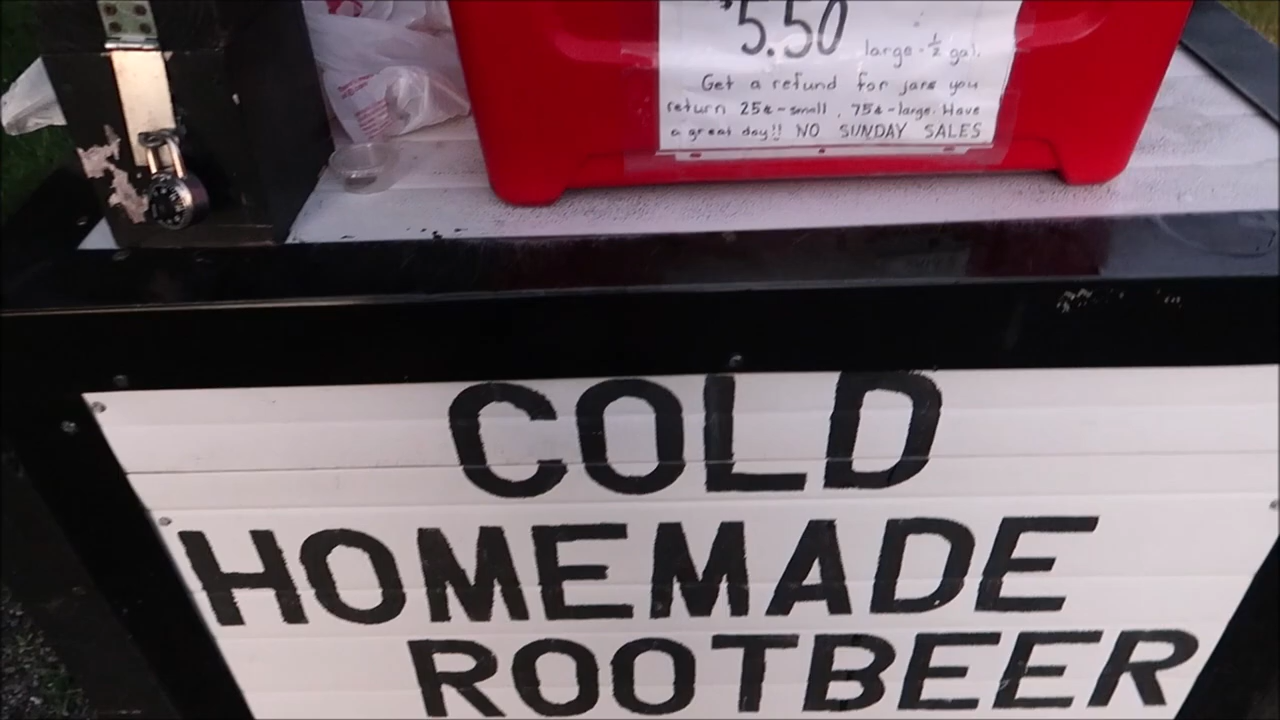 $5.50 large - ½ gal.
Get a refund for jars you
return 25¢ - small, 75¢ - large. Have
a great day!! NO SUNDAY SALES
COLD
HOMEMADE
ROOTBEER